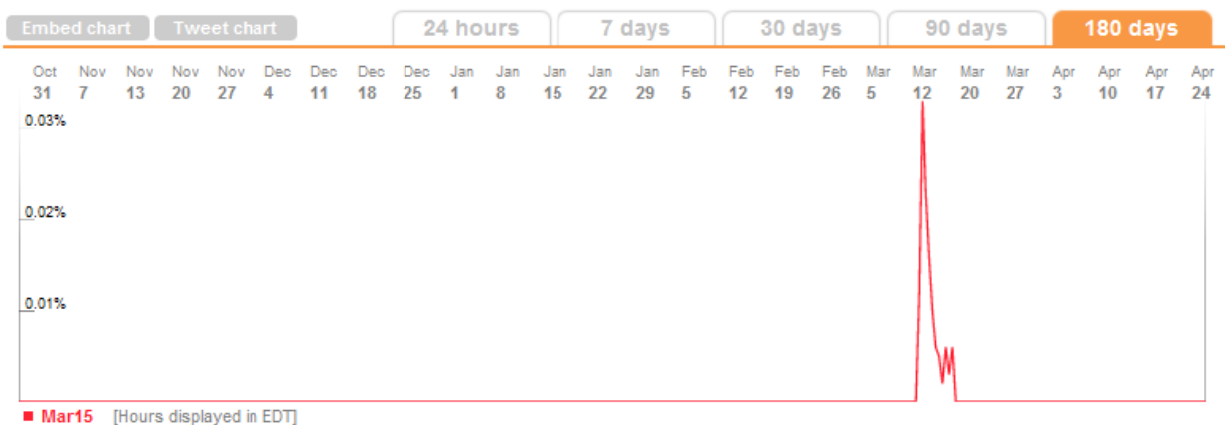 Embed chart Tweet chart 24 hours 7 days 30 days 90 days 180 days
Oct Nov Nov Nov Nov Dec Dec Dec Dec Jan Jan Jan Jan Jan Feb Feb Feb Feb Mar Mar Mar Mar Apr Apr Apr Apr
31 7 13 20 27 4 11 18 25 1 8 15 22 29 5 12 19 26 5 12 20 27 3 10 17 24
0.03%
0.02%
0.01%
Mar15 [Hours displayed in EDT]